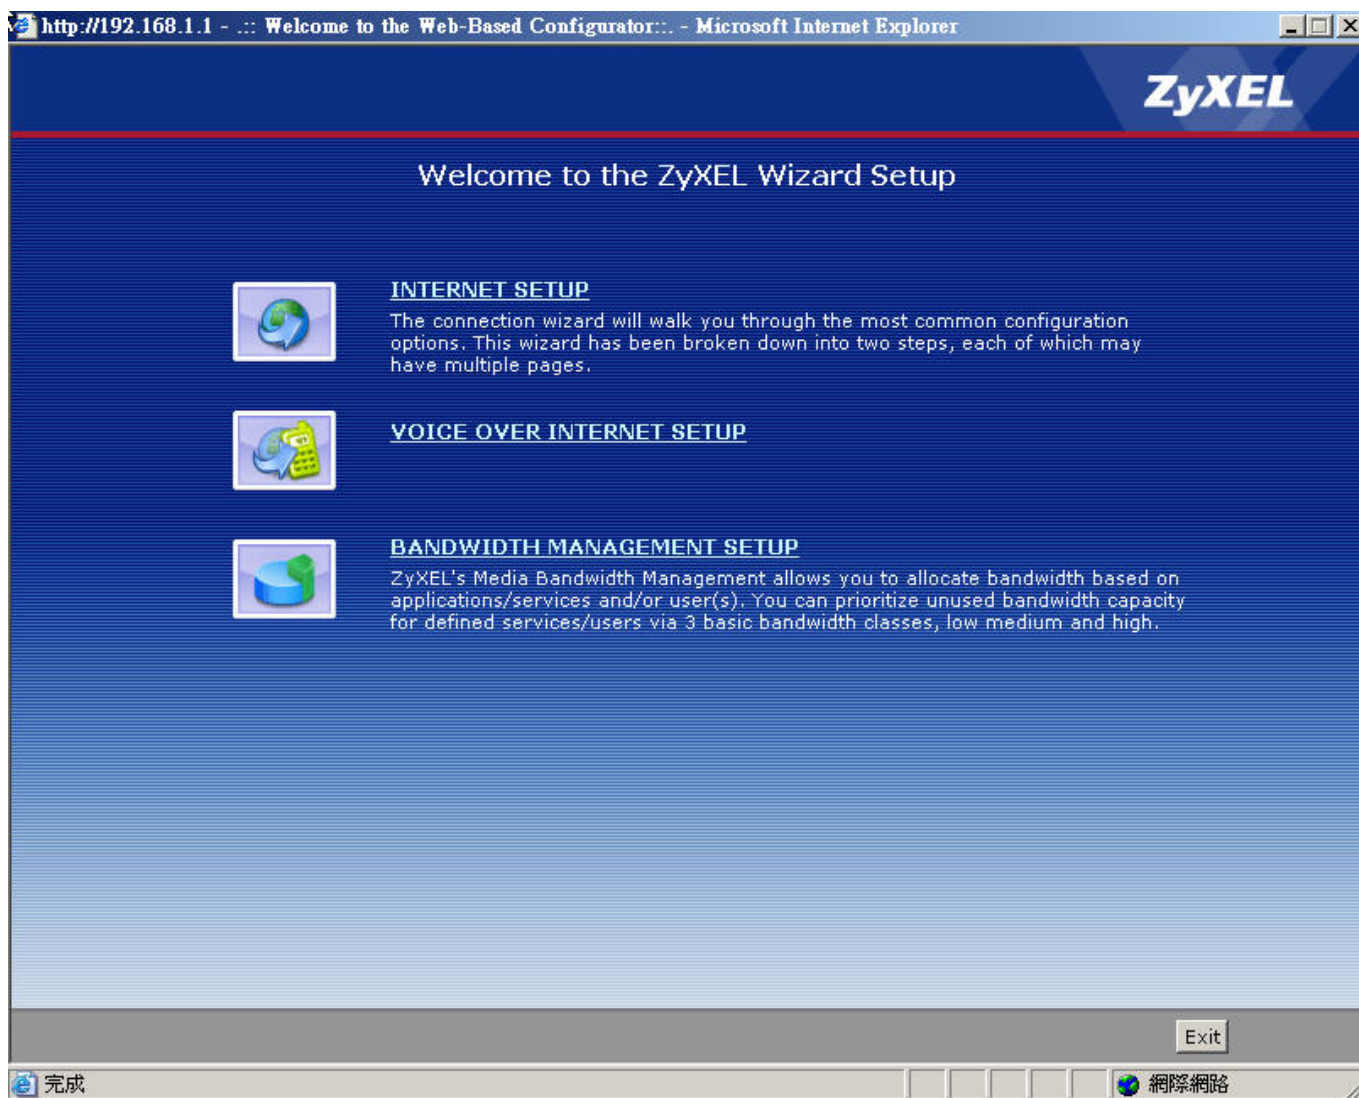 http://192.168.1.1 - .:: Welcome to the Web-Based Configurator::. - Microsoft Internet Explorer
ZyXEL
Welcome to the ZyXEL Wizard Setup
INTERNET SETUP
The connection wizard will walk you through the most common configuration
options. This wizard has been broken down into two steps, each of which may
have multiple pages.
VOICE OVER INTERNET SETUP
BANDWIDTH MANAGEMENT SETUP
ZyXEL's Media Bandwidth Management allows you to allocate bandwidth based on
applications/services and/or user(s). You can prioritize unused bandwidth capacity
for defined services/users via 3 basic bandwidth classes, low medium and high.
Exit
完成
網際網路